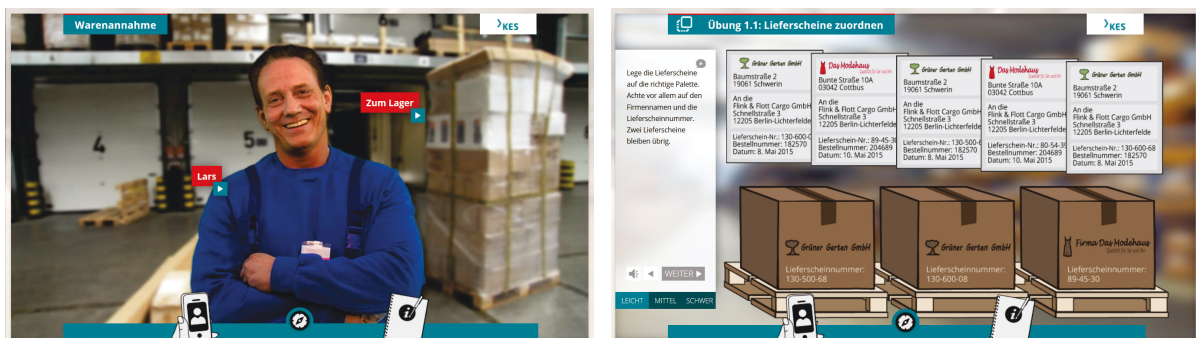 Warenannahme
KES
Zum Lager
4
5
Lars
Übung 1.1: Lieferscheine zuordnen
KES
Lege die Lieferscheine
auf die richtige Palette.
Achte vor allem auf den
Firmennamen und die
Lieferscheinnummer.
Zwei Lieferscheine
bleiben übrig.
WEITER
LEICHT MITTEL SCHWER
Grüner Garten GmbH
Baumstraße 2
19061 Schwerin
An die
Flink & Flott Cargo GmbH
Schnellstraße 3
12205 Berlin-Lichterfelde
Lieferschein-Nr.: 130-600-
Bestellnummer: 182570
Datum: 8. Mai 2015
Das Modehaus
Bunte Straße 10A
03042 Cottbus
An die
Flink & Flott Cargo GmbH
Schnellstraße 3
12205 Berlin-Lichterfelde
Lieferschein-Nr.: 89-45-3
Bestellnummer: 204689
Datum: 10. Mai 2015
Grüner Garten GmbH
Baumstraße 2
19061 Schwerin
An die
Flink & Flott Cargo GmbH
Schnellstraße 3
12205 Berlin-Lichterfelde
Lieferschein-Nr.: 130-500-
Bestellnummer: 182570
Datum: 8. Mai 2015
Das Modehaus
Bunte Straße 10A
03042 Cottbus
An die
Flink & Flott Cargo GmbH
Schnellstraße 3
12205 Berlin-Lichterfelde
Lieferschein-Nr.: 80-54-3
Bestellnummer: 204689
Datum: 10. Mai 2015
Grüner Garten GmbH
Baumstraße 2
19061 Schwerin
An die
Flink & Flott Cargo GmbH
Schnellstraße 3
12205 Berlin-Lichterfelde
Lieferschein-Nr.: 130-600-68
Bestellnummer: 182570
Datum: 8. Mai 2015
Grüner Garten GmbH
Lieferscheinnummer:
130-500-68
Grüner Garten GmbH
Lieferscheinnummer:
130-600-08
Firma Das Modehaus
Lieferscheinnummer:
89-45-30